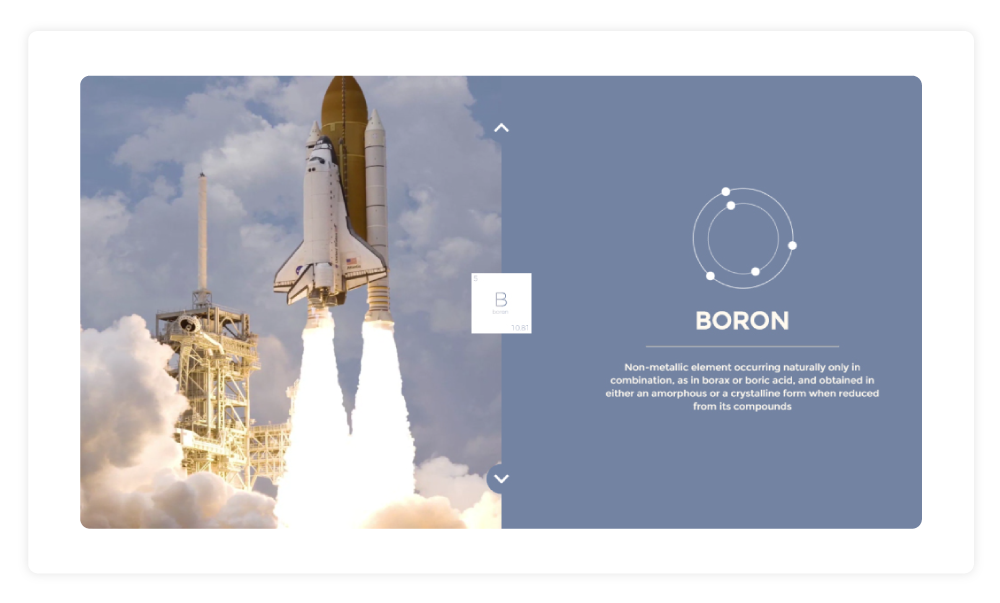 5
B
Boron
10.81
BORON
Non-metallic element occurring naturally only in
combination, as in borax or boric acid, and obtained in
either an amorphous or a crystalline form when reduced
from its compounds